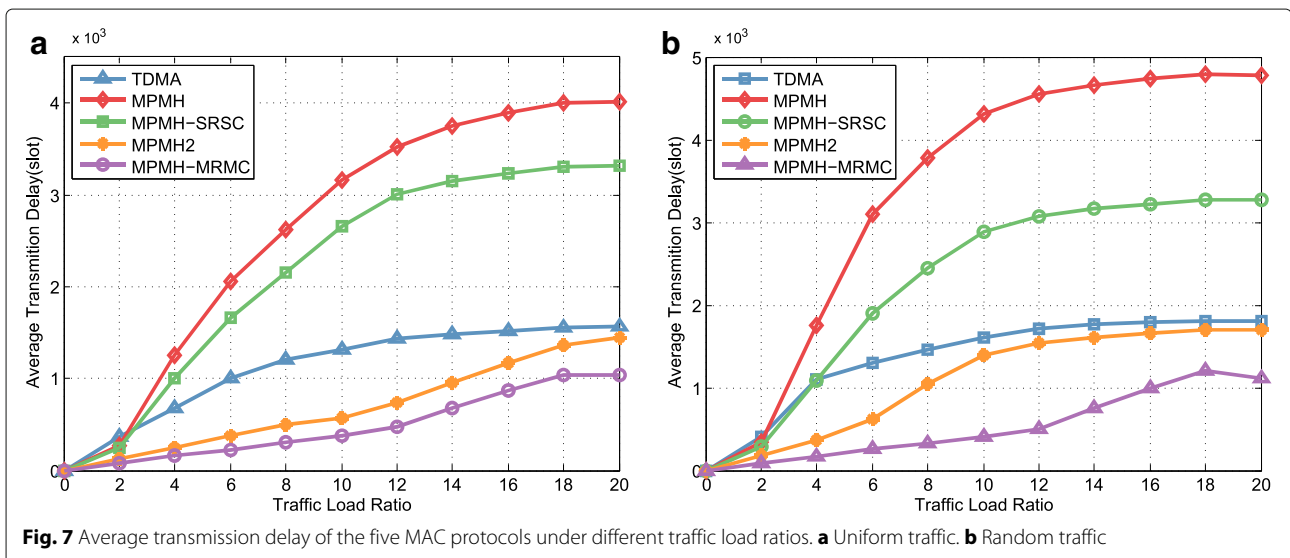 a
x 10³
TDMA
MPMH
MPMH−SRSC
MPMH2
MPMH−MRMC
4
3
2
1
0
Average Transmition Delay(slot)
0 2 4 6 8 10 12 14 16 18 20
Traffic Load Ratio
b
x 10³
TDMA
MPMH
MPMH−SRSC
MPMH2
MPMH−MRMC
5
4
3
2
1
0
Average Transmition Delay(slot)
0 2 4 6 8 10 12 14 16 18 20
Traffic Load Ratio
Fig. 7 Average transmission delay of the five MAC protocols under different traffic load ratios. a Uniform traffic. b Random traffic